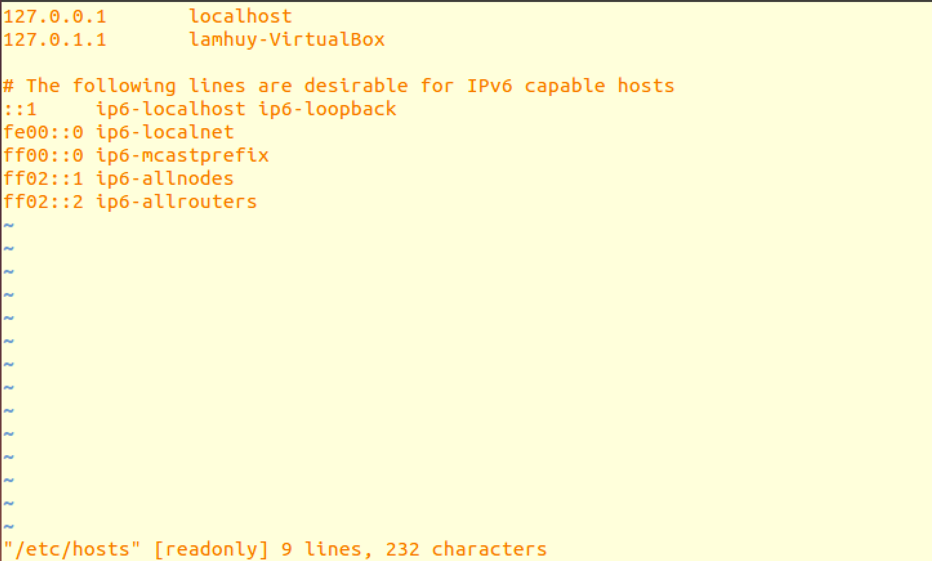 127.0.0.1       localhost
127.0.1.1       lamhuy-VirtualBox

# The following lines are desirable for IPv6 capable hosts
::1     ip6-localhost ip6-loopback
fe00::0 ip6-localnet
ff00::0 ip6-mcastprefix
ff02::1 ip6-allnodes
ff02::2 ip6-allrouters
~
~
~
~
~
~
~
~
~
~
~
~
~
~
"/etc/hosts" [readonly] 9 lines, 232 characters